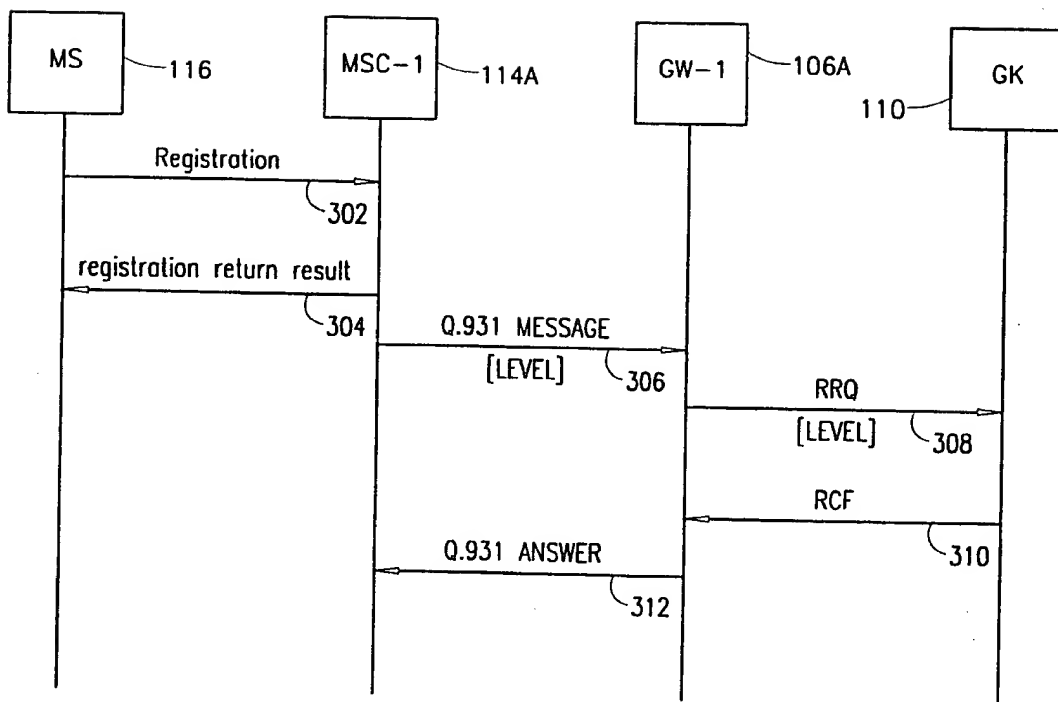 MS
116
MSC-1
114A
GW-1
106A
GK
110
Registration
302
registration return result
304
Q.931 MESSAGE
[LEVEL]
306
RRQ
[LEVEL]
308
RCF
310
Q.931 ANSWER
312